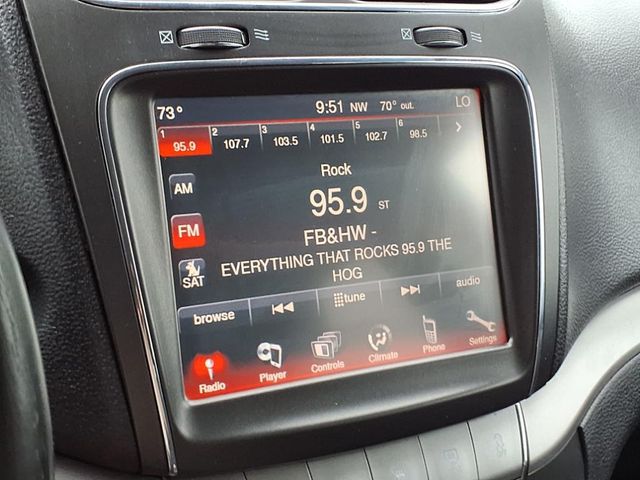 73° 9:51 NW 70° out. LO
1 2 3 4 5 6
95.9 107.7 103.5 101.5 102.7 98.5 >
Rock
AM
95.9 ST
FM
FB&HW -
EVERYTHING THAT ROCKS 95.9 THE
HOG
SAT
browse tune audio
Radio Player Controls Climate Phone Settings